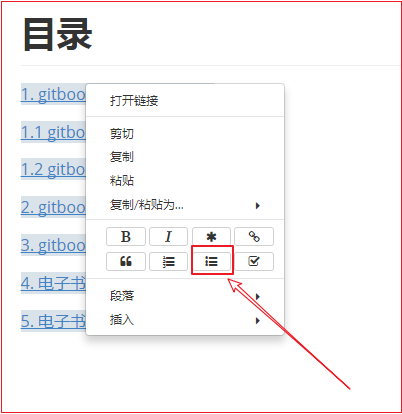 目录
1. gitboo
1.1 gitb
1.2 gitb
2. gitboo
3. gitboo
4. 电子书
5. 电子书
打开链接
剪切
复制
粘贴
复制/粘贴为...
B I
段落
插入